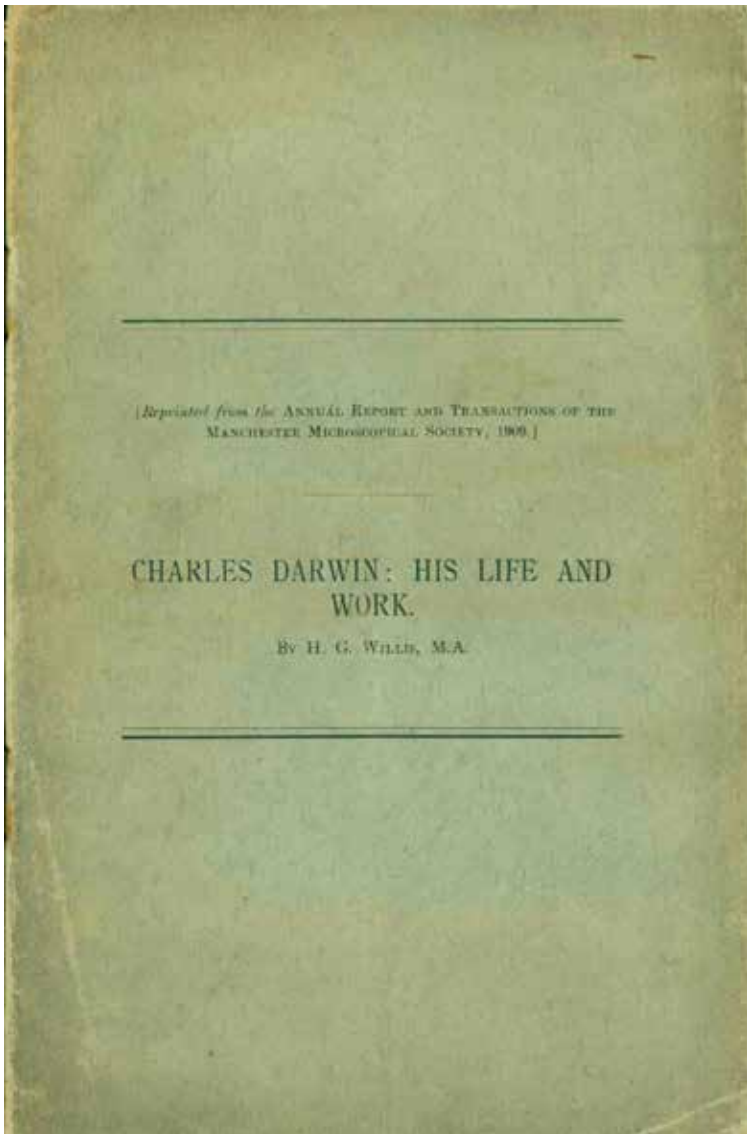 [Reprinted from the ANNUAL REPORT AND TRANSACTIONS OF THE
MANCHESTER MICROSCOPICAL SOCIETY, 1909.]
CHARLES DARWIN: HIS LIFE AND
WORK.
BY H. G. WILLIS, M.A.